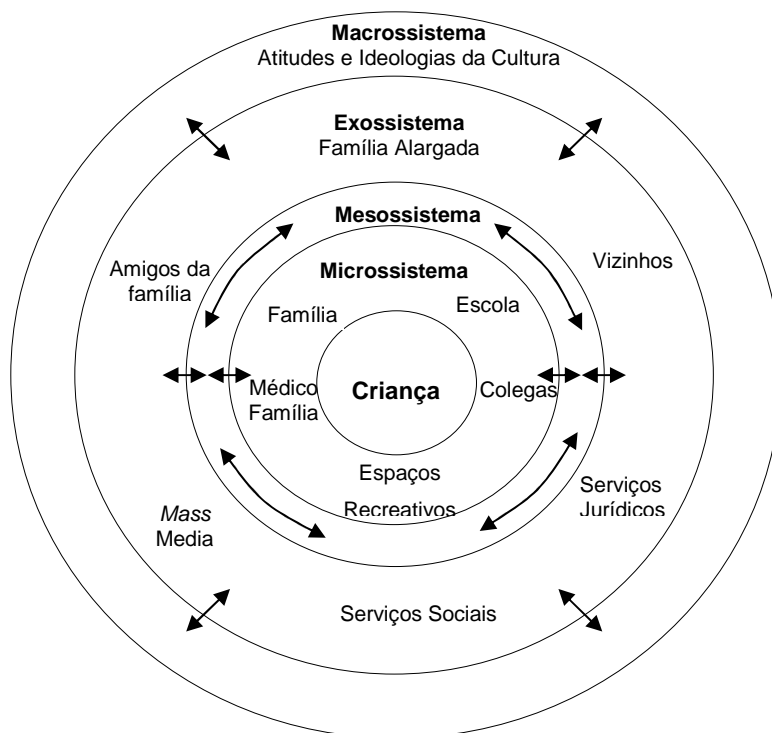 Macrossistema
Atitudes e Ideologias da Cultura
Exossistema
Família Alargada
Mesossistema
Amigos da
família
Vizinhos
Microssistema
Família
Escola
Médico
Família
Criança
Colegas
Espaços
Recreativos
Mass
Media
Serviços
Jurídicos
Serviços Sociais